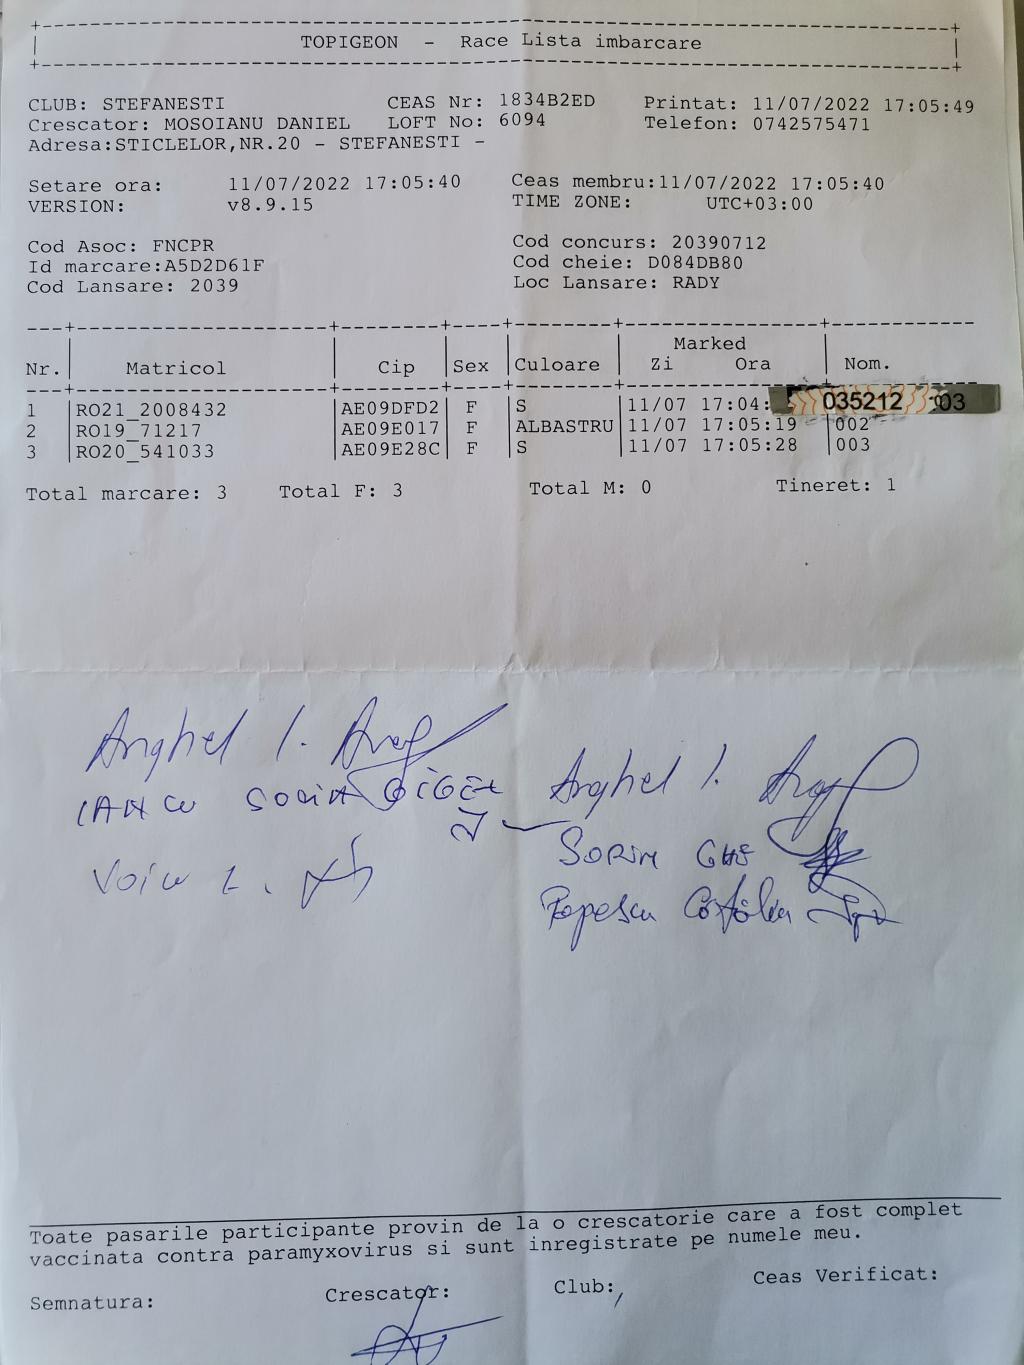 TOPIGEON - Race Lista imbarcare
CLUB: STEFANESTI CEAS Nr: 1834B2ED Printat: 11/07/2022 17:05:49
Crescator: MOSOIANU DANIEL LOFT No: 6094 Telefon: 0742575471
Adresa:STICLELOR,NR.20 - STEFANESTI -
Setare ora: 11/07/2022 17:05:40 Ceas membru:11/07/2022 17:05:40
VERSION: v8.9.15 TIME ZONE: UTC+03:00
Cod Asoc: FNCPR Cod concurs: 20390712
Id marcare:A5D2D61F Cod cheie: D084DB80
Cod Lansare: 2039 Loc Lansare: RADY
Marked
Nr. Matricol Cip Sex Culoare Zi Ora Nom.
1 RO21_2008432 AE09DFD2 F S 11/07 17:04: 035212 03
2 RO19_71217 AE09E017 F ALBASTRU 11/07 17:05:19 002
3 RO20_541033 AE09E28C F S 11/07 17:05:28 003
Total marcare: 3 Total F: 3 Total M: 0 Tineret: 1
Anghel I. Anghel I.
IANCU SORIN
SORIN GHE
Voicu
Popescu Cătălin
Toate pasarile participante provin de la o crescatorie care a fost complet
vaccinata contra paramyxovirus si sunt inregistrate pe numele meu.
Semnatura: Crescator: Club: Ceas Verificat: